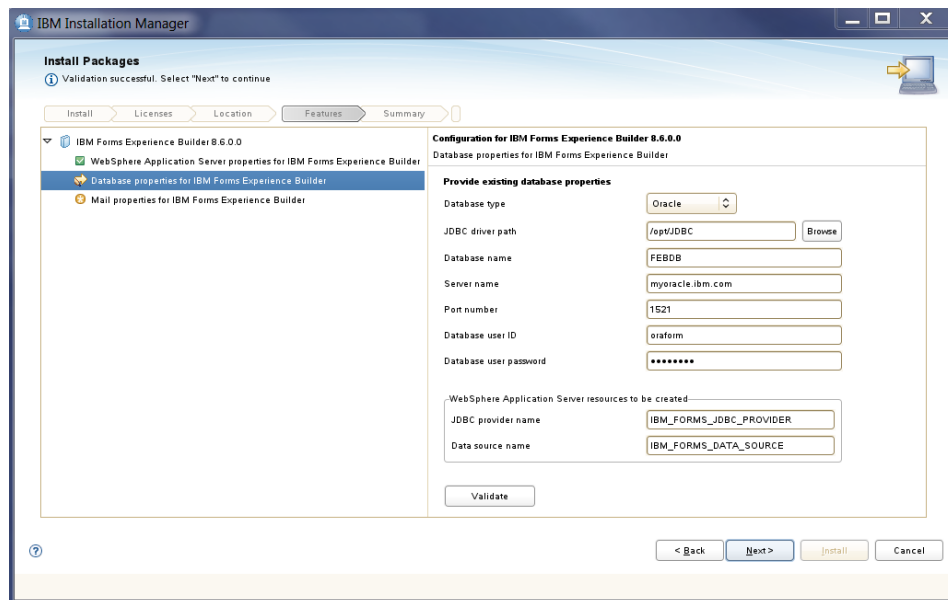 IBM Installation Manager
Install Packages
Validation successful. Select "Next" to continue
Install Licenses Location Features Summary
IBM Forms Experience Builder 8.6.0.0
WebSphere Application Server properties for IBM Forms Experience Builder
Database properties for IBM Forms Experience Builder
Mail properties for IBM Forms Experience Builder
Configuration for IBM Forms Experience Builder 8.6.0.0
Database properties for IBM Forms Experience Builder
Provide existing database properties
Database type Oracle
JDBC driver path /opt/JDBC Browse
Database name FEBDB
Server name myoracle.ibm.com
Port number 1521
Database user ID oraform
Database user password ••••••••
WebSphere Application Server resources to be created
JDBC provider name IBM_FORMS_JDBC_PROVIDER
Data source name IBM_FORMS_DATA_SOURCE
Validate
? < Back Next > Install Cancel